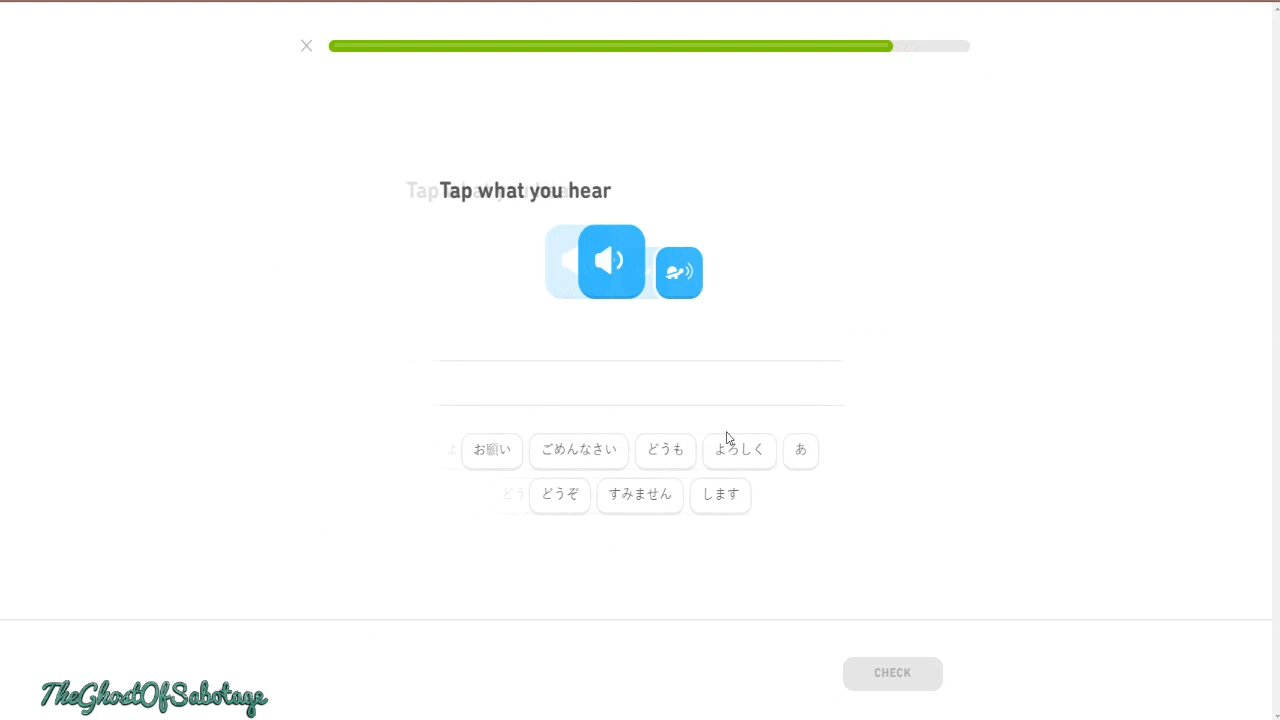 Tap what you hear
お願い ごめんなさい どうも よろしく あ
どうぞ すみません します
CHECK
TheGhostOfSabotage